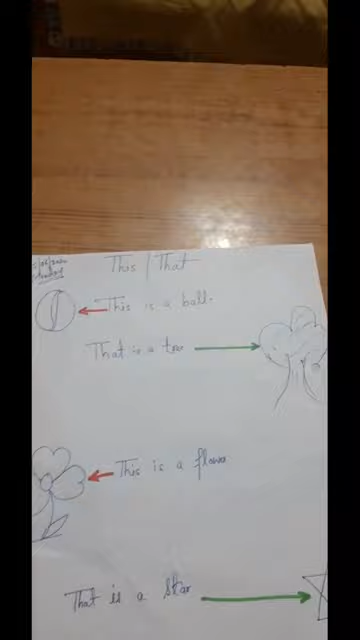 This | That
This is a ball.
That is a tree
This is a flower
That is a star